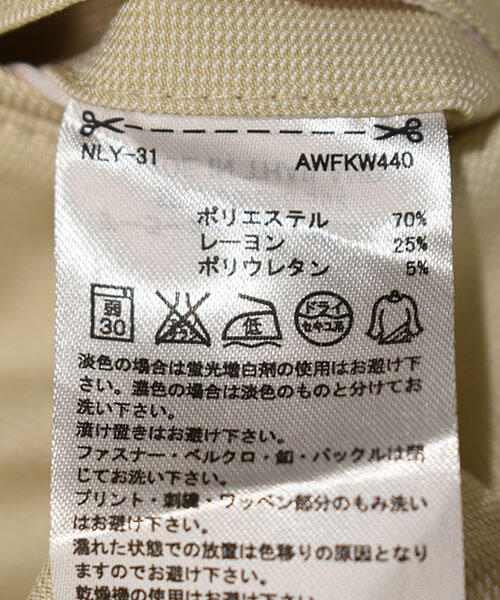 NLY-31 AWFKW440
ポリエステル 70%
レーヨン 25%
ポリウレタン 5%
弱 30 低 ドライ セキユ系
淡色の場合は蛍光増白剤の使用はお避け下
さい。濃色の場合は淡色のものと分けてお
洗い下さい。
漬け置きはお避け下さい。
ファスナー・ベルクロ・釦・バックルは閉
じてお洗い下さい。
プリント・刺繍・ワッペン部分のもみ洗い
はお避け下さい。
濡れた状態での放置は色移りの原因となり
ますのでお避け下さい。
乾燥機の使用はお避け下さい。